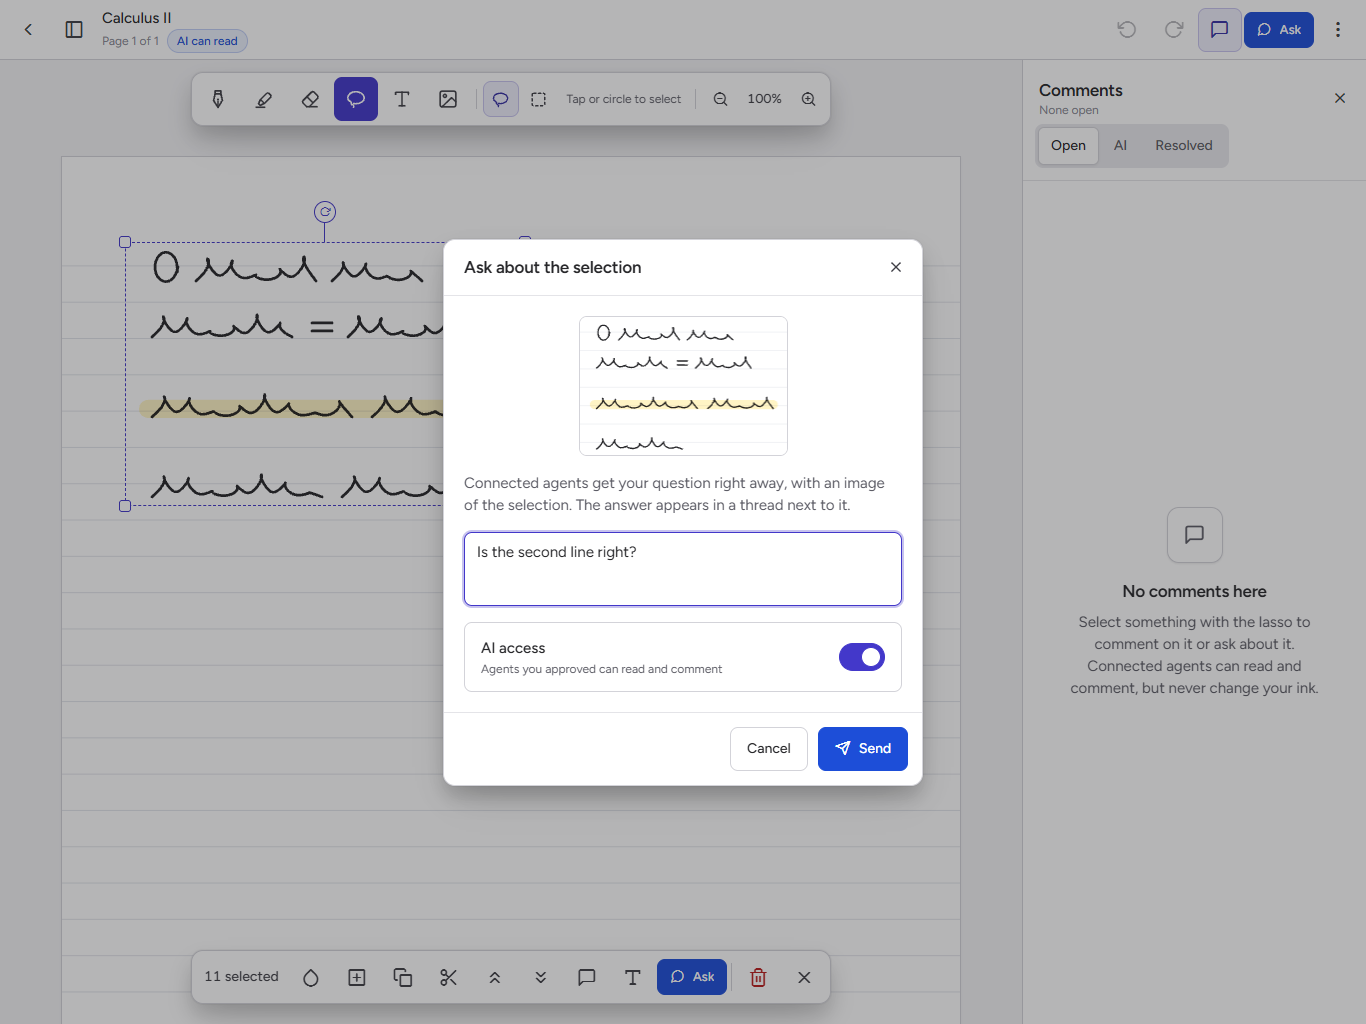 Calculus II
Page 1 of 1 AI can read
Ask
Tap or circle to select 100%
Comments
None open
Open AI Resolved
Ask about the selection
Connected agents get your question right away, with an image
of the selection. The answer appears in a thread next to it.
Is the second line right?
AI access
Agents you approved can read and comment
Cancel Send
No comments here
Select something with the lasso to
comment on it or ask about it.
Connected agents can read and
comment, but never change your ink.
11 selected Ask